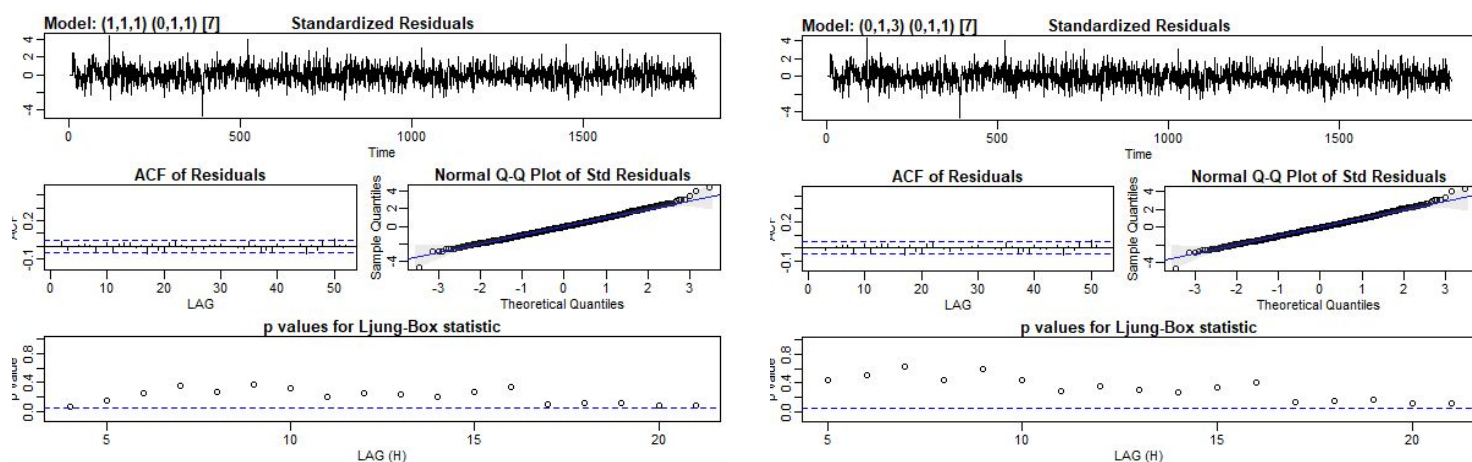 Model: (1,1,1) (0,1,1) [7] Standardized Residuals
4
2
0
-4
0 500 1000 1500
Time
ACF of Residuals
ACF
0.2
-0.1
0 10 20 30 40 50
LAG
Normal Q-Q Plot of Std Residuals
Sample Quantiles
4
2
0
-4
-3 -2 -1 0 1 2 3
Theoretical Quantiles
p values for Ljung-Box statistic
p value
0.8
0.4
0.0
5 10 15 20
LAG (H)
Model: (0,1,3) (0,1,1) [7] Standardized Residuals
4
2
0
-4
0 500 1000 1500
Time
ACF of Residuals
ACF
0.2
-0.1
0 10 20 30 40 50
LAG
Normal Q-Q Plot of Std Residuals
Sample Quantiles
4
2
0
-4
-3 -2 -1 0 1 2 3
Theoretical Quantiles
p values for Ljung-Box statistic
p value
0.8
0.4
0.0
5 10 15 20
LAG (H)